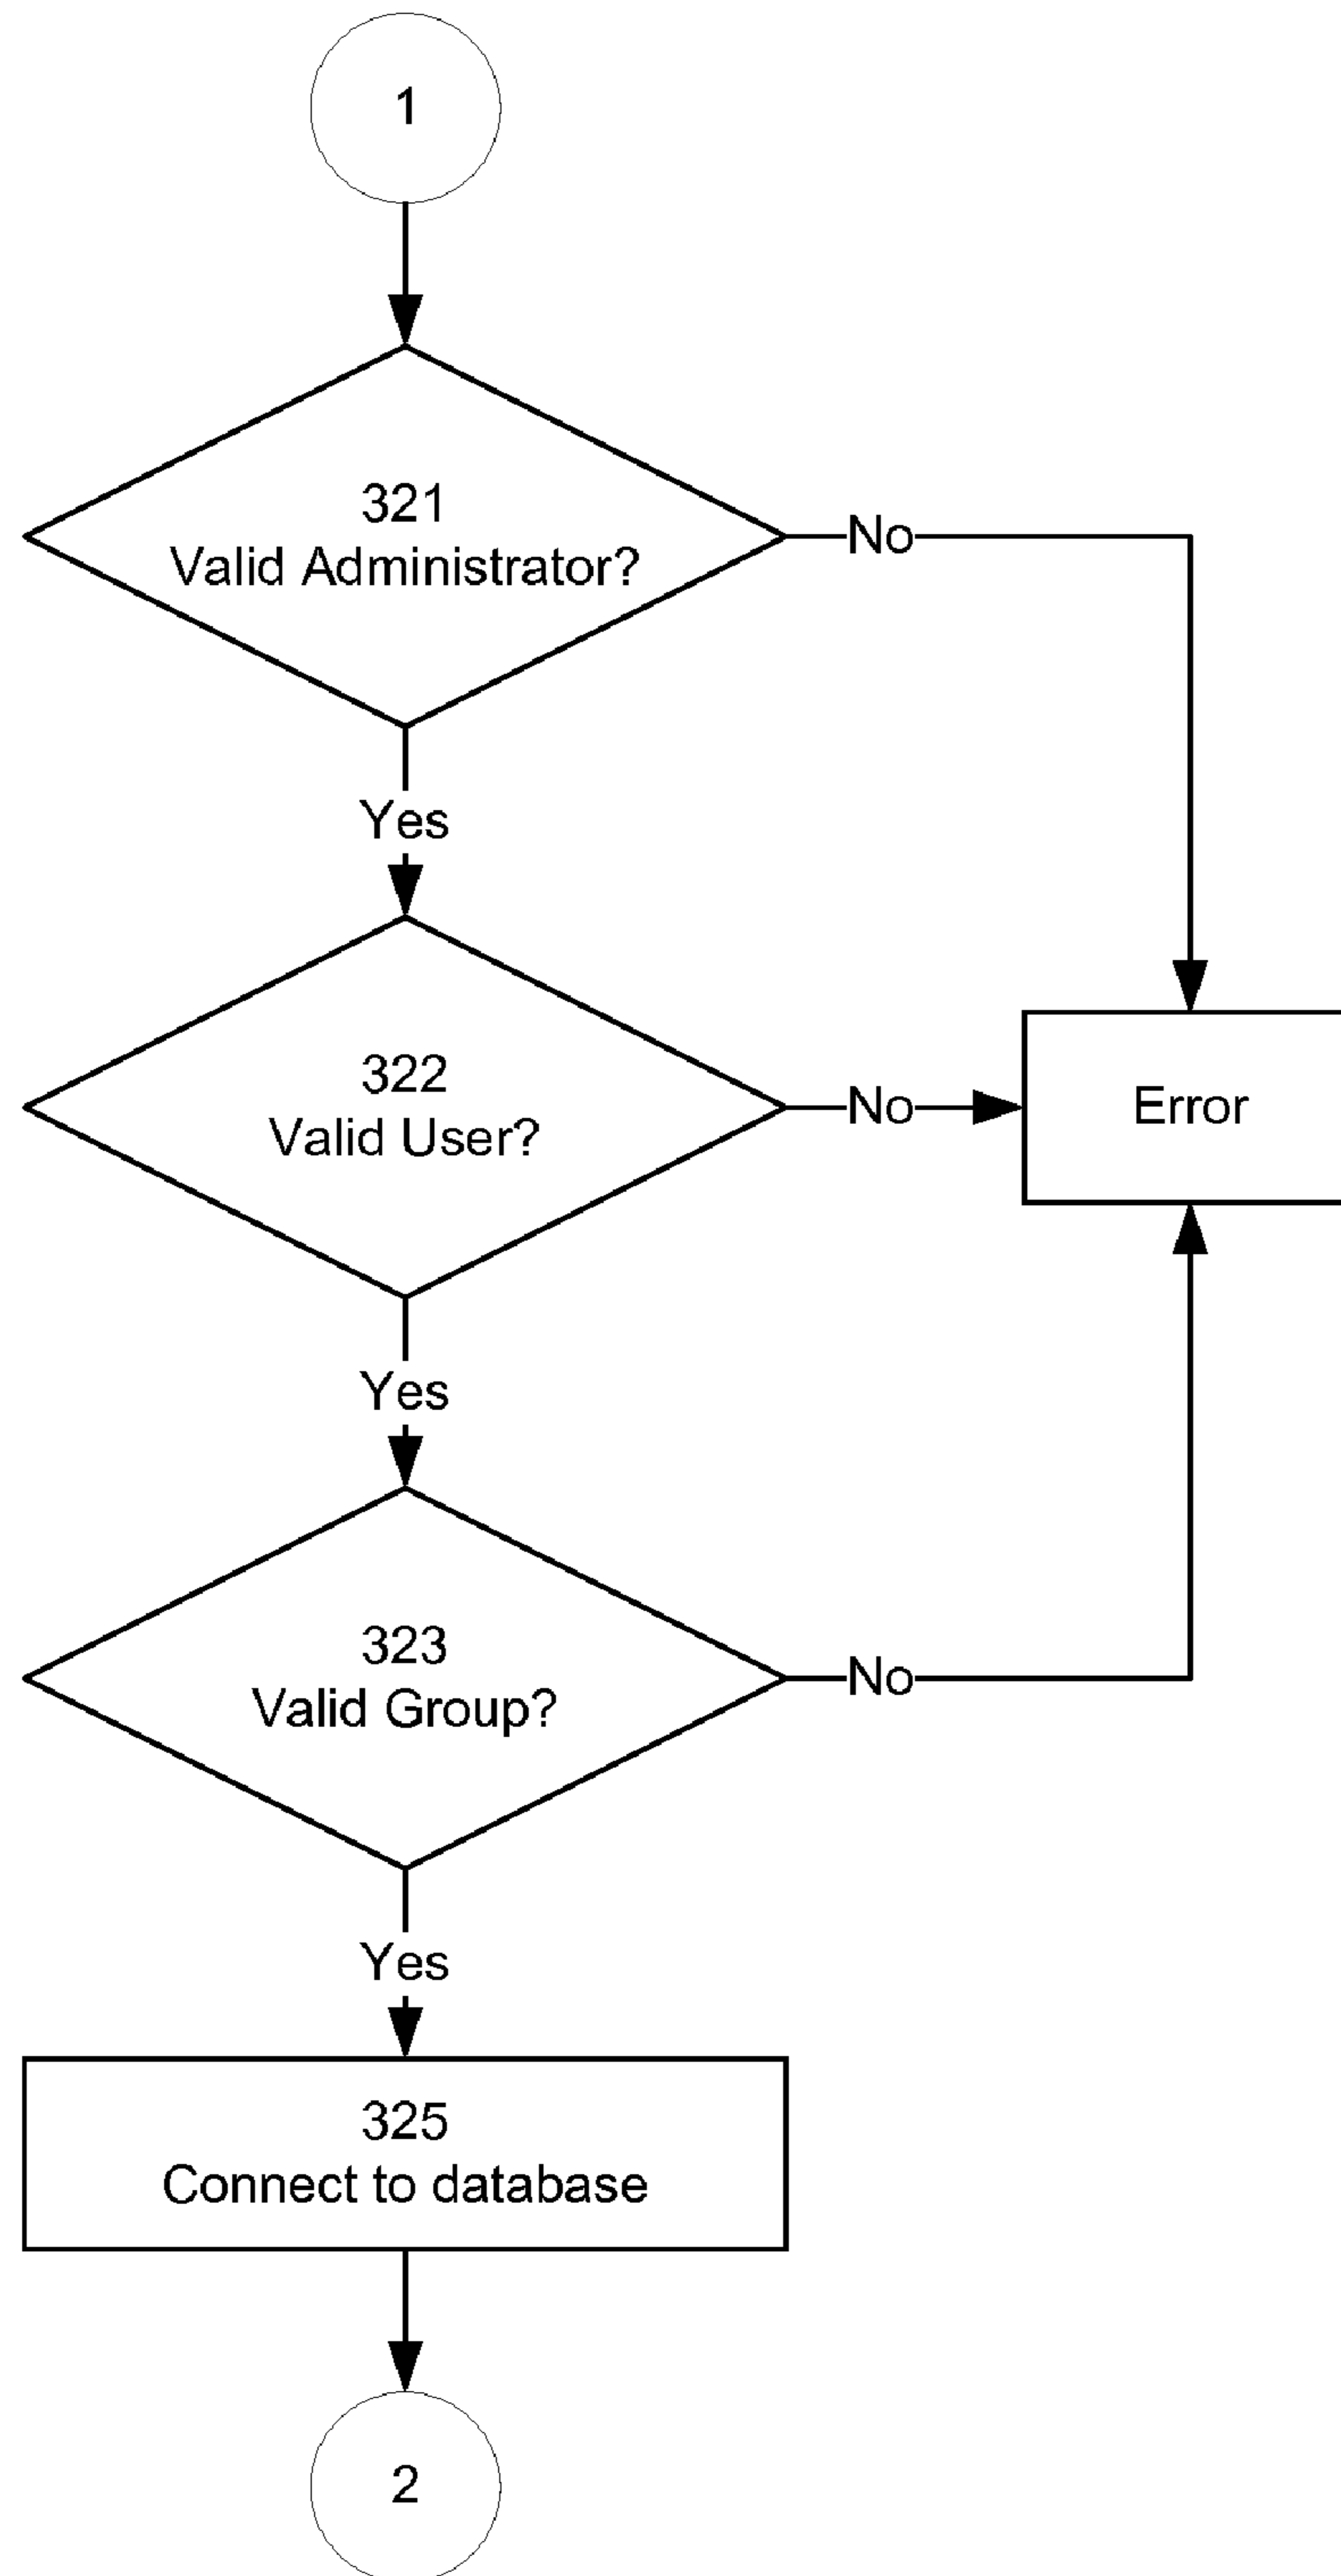 1
321
Valid Administrator?
No
Yes
322
Valid User?
No
Error
Yes
323
Valid Group?
No
Yes
325
Connect to database
2